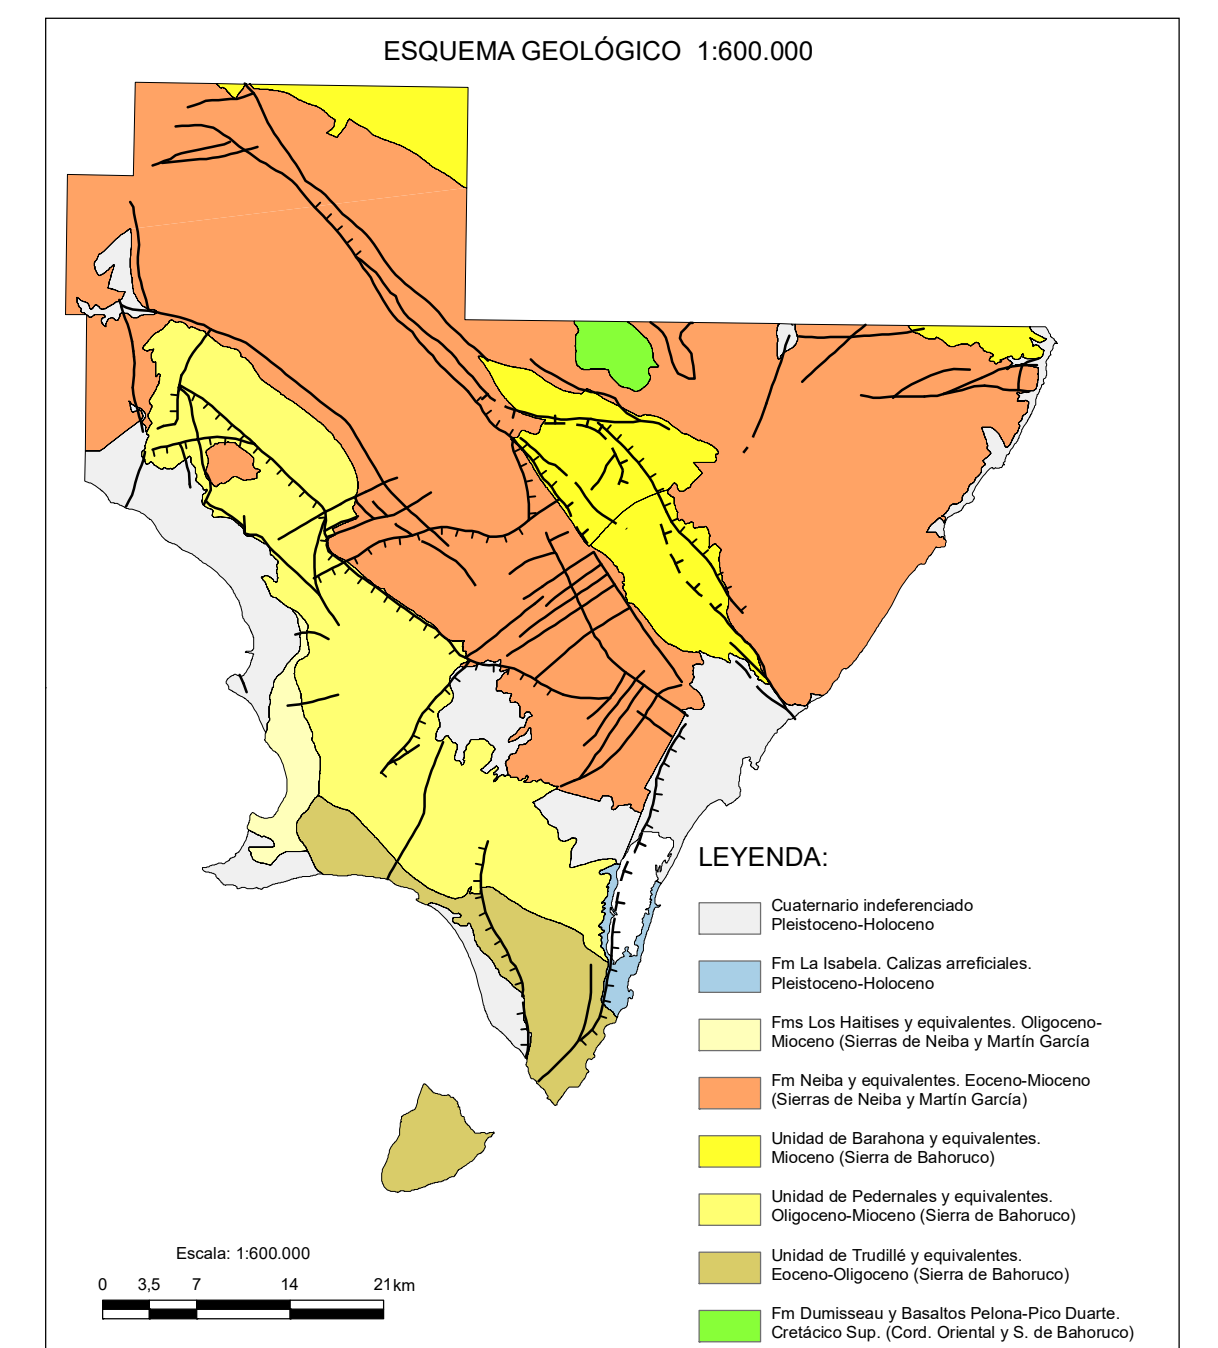 ESQUEMA GEOLÓGICO 1:600.000
LEYENDA:
Cuaternario indeferenciado
Pleistoceno-Holoceno
Fm La Isabela. Calizas arreficiales.
Pleistoceno-Holoceno
Fms Los Haitises y equivalentes. Oligoceno-
Mioceno (Sierras de Neiba y Martín García
Fm Neiba y equivalentes. Eoceno-Mioceno
(Sierras de Neiba y Martín García)
Unidad de Barahona y equivalentes.
Mioceno (Sierra de Bahoruco)
Unidad de Pedernales y equivalentes.
Oligoceno-Mioceno (Sierra de Bahoruco)
Unidad de Trudillé y equivalentes.
Eoceno-Oligoceno (Sierra de Bahoruco)
Fm Dumisseau y Basaltos Pelona-Pico Duarte.
Cretácico Sup. (Cord. Oriental y S. de Bahoruco)
Escala: 1:600.000
0 3,5 7 14 21 km